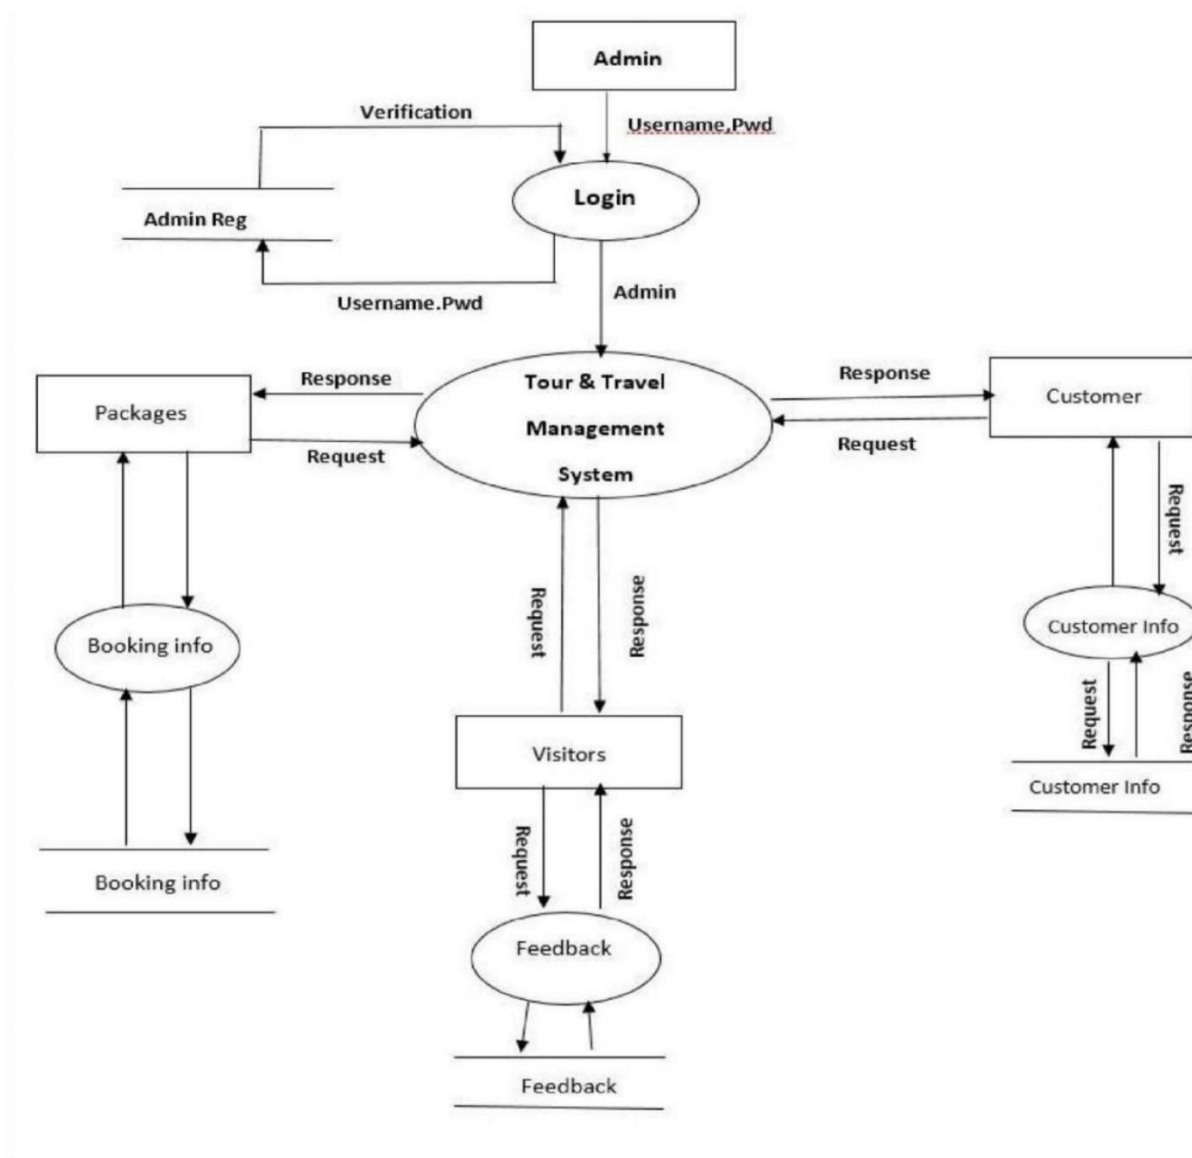 Admin
Verification
Username,Pwd
Login
Admin Reg
Username.Pwd
Admin
Response
Tour & Travel
Management
System
Response
Packages
Request
Customer
Request
Request
Request
Response
Booking info
Customer Info
Request
Response
Visitors
Customer Info
Request
Response
Booking info
Feedback
Feedback